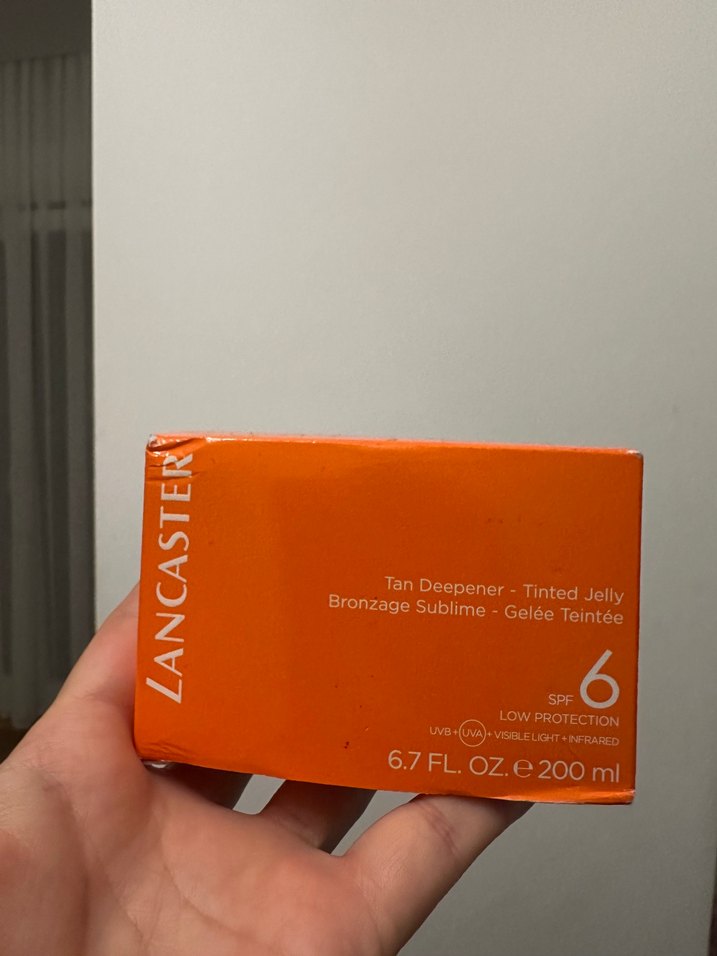 LANCASTER
Tan Deepener - Tinted Jelly
Bronzage Sublime - Gelée Teintée
SPF 6
LOW PROTECTION
UVB + UVA + VISIBLE LIGHT + INFRARED
6.7 FL. OZ. ℮ 200 ml